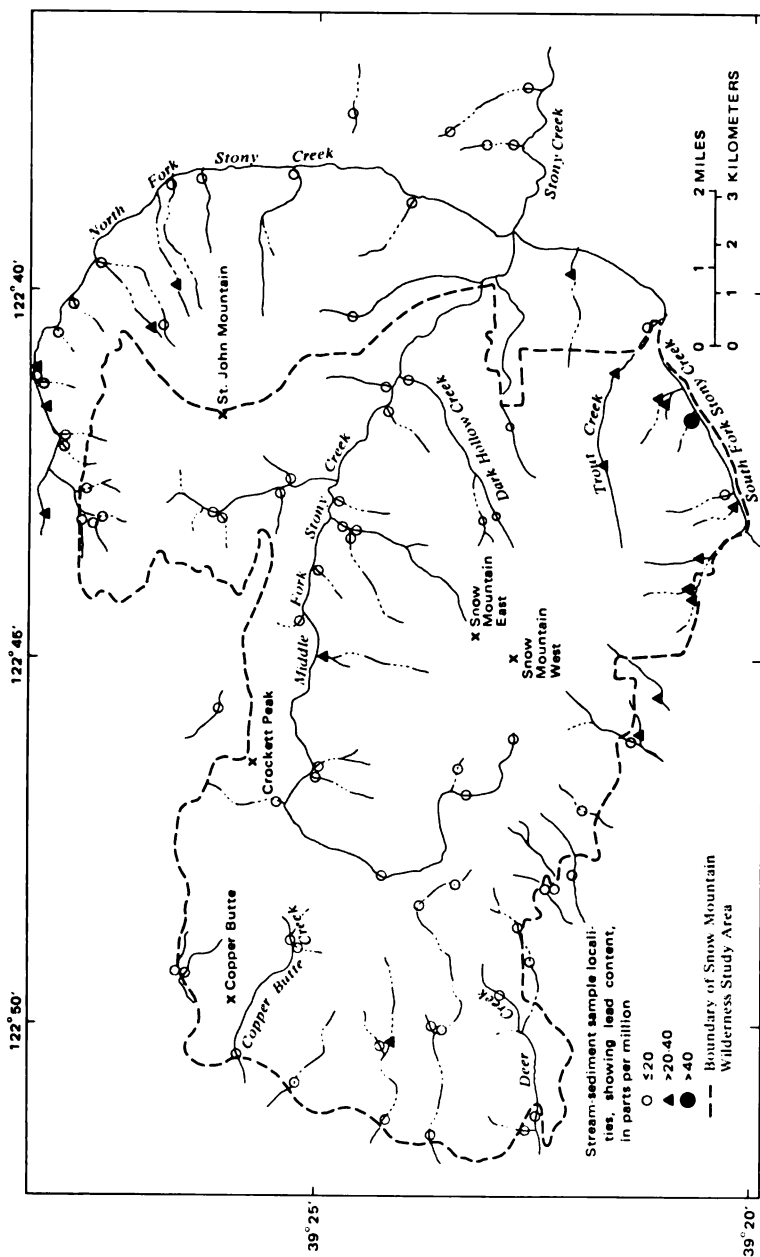 122° 50'
122° 45'
122° 40'
39° 25'
39° 20'
North Fork Stony Creek
St. John Mountain
Crockett Peak
Copper Butte
Copper Butte Creek
Middle Fork Stony Creek
Dark Hollow Creek
Stony Creek
Snow
Mountain
East
Snow
Mountain
West
Deer Creek
Trout Creek
South Fork Stony Creek
Stream-sediment sample locali-
ties, showing lead content,
in parts per million
≤20
>20-40
>40
Boundary of Snow Mountain
Wilderness Study Area
0 1 2 MILES
0 1 2 3 KILOMETERS